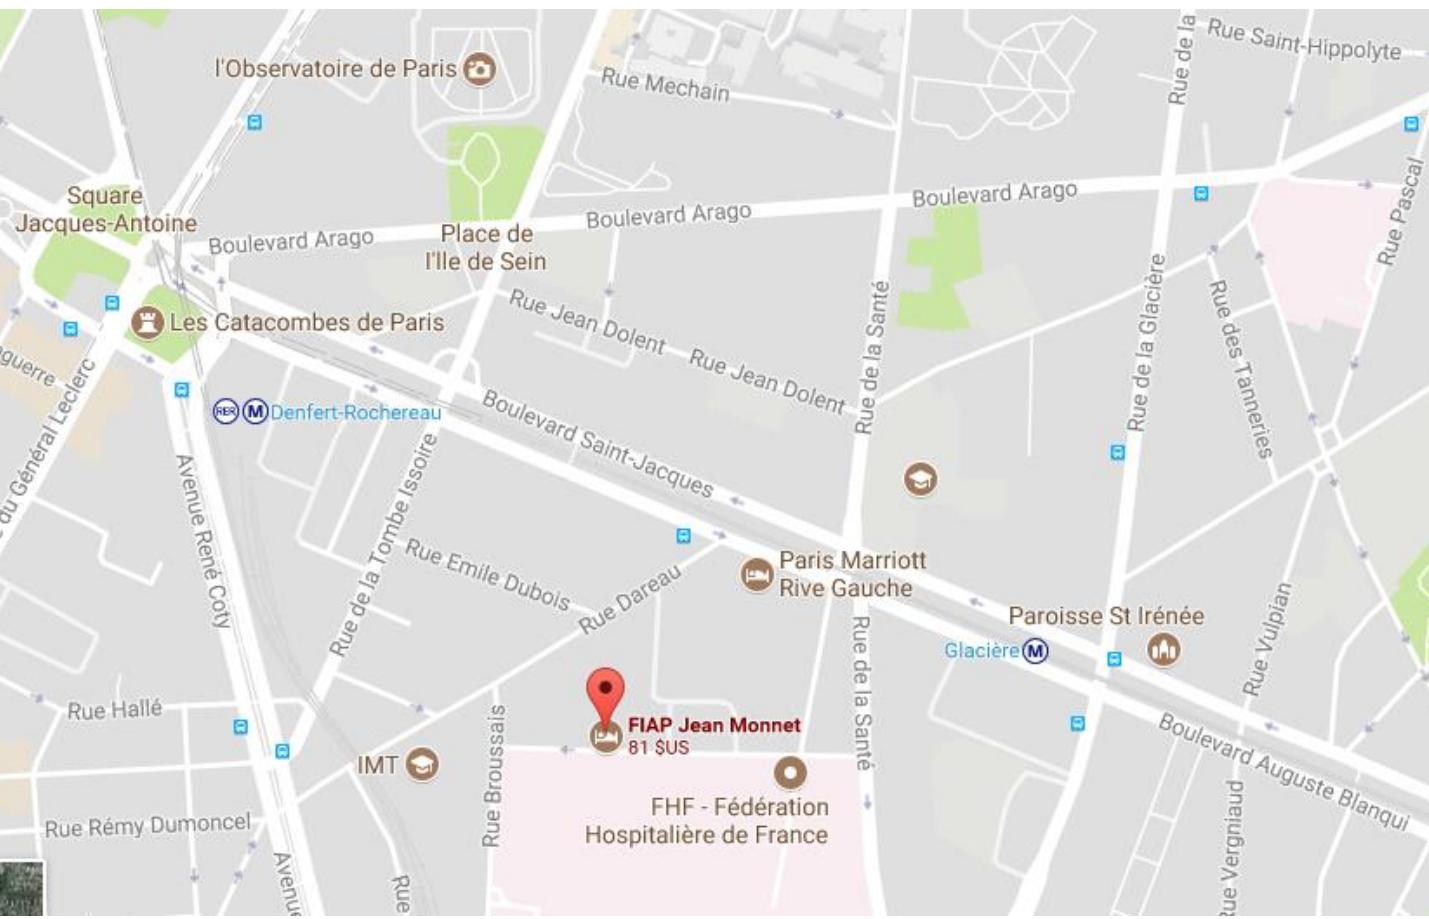 l'Observatoire de Paris
Rue Mechain
Rue de la
Rue Saint-Hippolyte
Square
Jacques-Antoine
Boulevard Arago
Place de
l'Ile de Sein
Boulevard Arago
Boulevard Arago
Rue Pascal
Les Catacombes de Paris
Rue Jean Dolent
Rue Jean Dolent
Rue de la Santé
Rue de la Glacière
Rue des Tanneries
du Général Leclerc
RER M Denfert-Rochereau
Boulevard Saint-Jacques
Avenue René Coty
Rue de la Tombe Issoire
Rue Emile Dubois
Rue Dareau
Paris Marriott
Rive Gauche
Paroisse St Irénée
Glacière M
Rue Vulpian
Rue de la Santé
Rue Hallé
FIAP Jean Monnet
81 $US
IMT
Rue Broussais
FHF - Fédération
Hospitalière de France
Boulevard Auguste Blanqui
Rue Rémy Dumoncel
Rue Vergniaud
Avenue
Rue